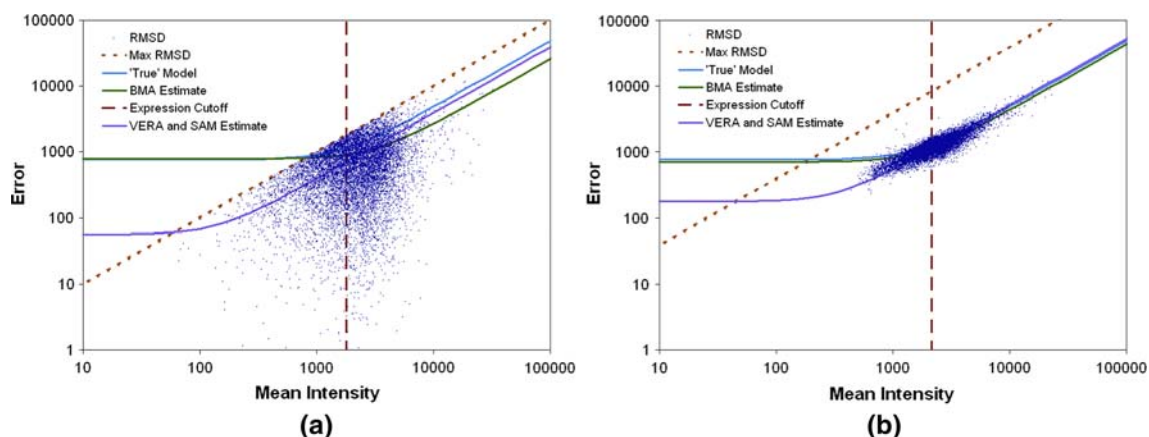 100000
10000
1000
100
10
1
Error
RMSD
Max RMSD
'True' Model
BMA Estimate
Expression Cutoff
VERA and SAM Estimate
10 100 1000 10000 100000
Mean Intensity
(a)
100000
10000
1000
100
10
1
Error
RMSD
Max RMSD
'True' Model
BMA Estimate
Expression Cutoff
VERA and SAM Estimate
10 100 1000 10000 100000
Mean Intensity
(b)